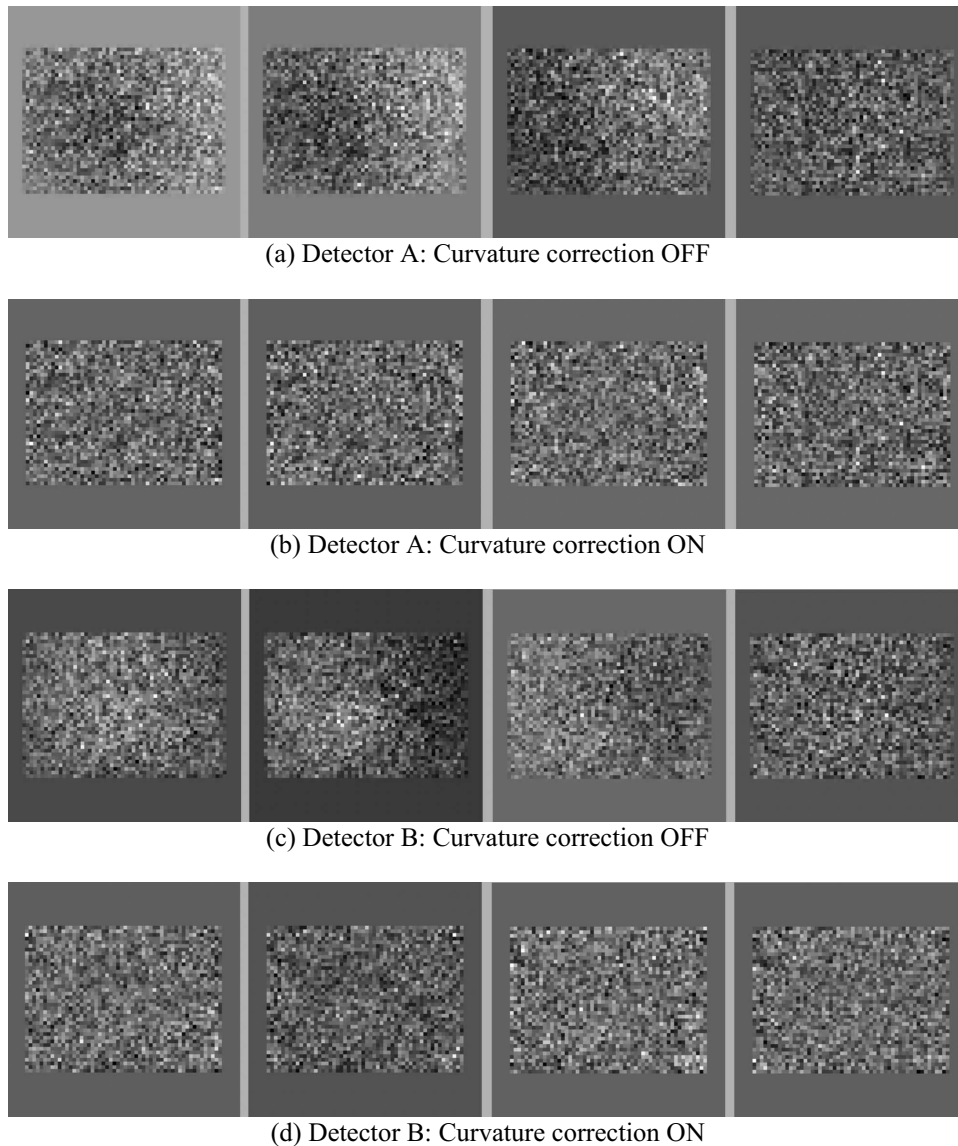 (a) Detector A: Curvature correction OFF
(b) Detector A: Curvature correction ON
(c) Detector B: Curvature correction OFF
(d) Detector B: Curvature correction ON